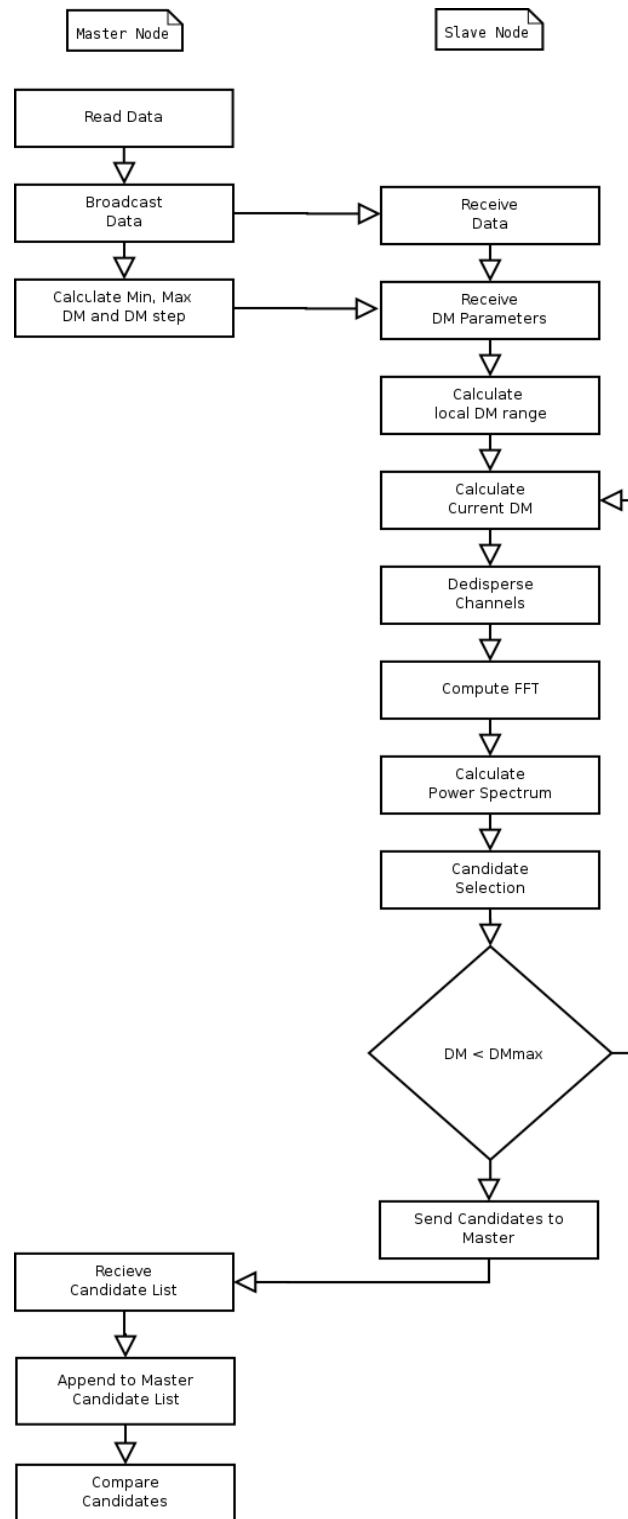 Master Node
Slave Node
Read Data
Broadcast
Data
Receive
Data
Calculate Min, Max
DM and DM step
Receive
DM Parameters
Calculate
local DM range
Calculate
Current DM
Dedisperse
Channels
Compute FFT
Calculate
Power Spectrum
Candidate
Selection
DM < DMmax
Send Candidates to
Master
Recieve
Candidate List
Append to Master
Candidate List
Compare
Candidates